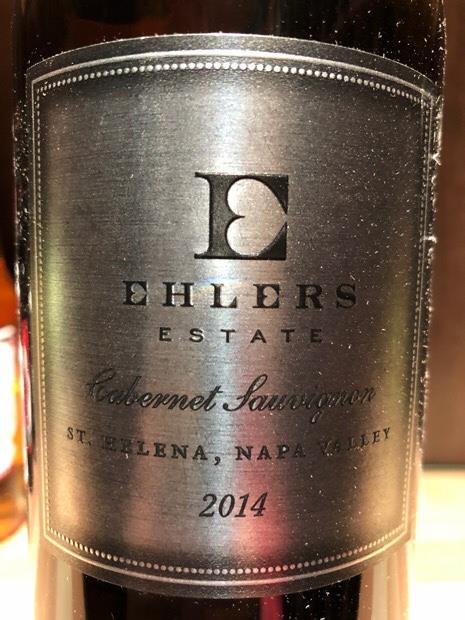 E
EHLERS
ESTATE
Cabernet Sauvignon
ST. HELENA, NAPA VALLEY
2014